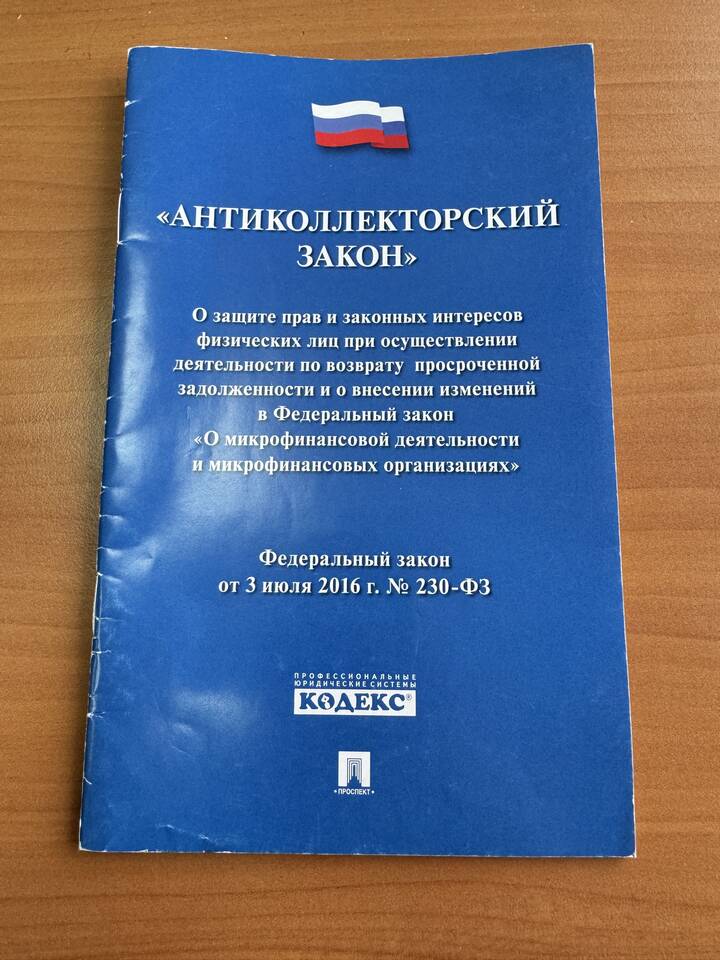 «АНТИКОЛЛЕКТОРСКИЙ
ЗАКОН»
О защите прав и законных интересов
физических лиц при осуществлении
деятельности по возврату просроченной
задолженности и о внесении изменений
в Федеральный закон
«О микрофинансовой деятельности
и микрофинансовых организациях»
Федеральный закон
от 3 июля 2016 г. № 230-ФЗ
ПРОФЕССИОНАЛЬНЫЕ
ЮРИДИЧЕСКИЕ СИСТЕМЫ
КОДЕКС®
• ПРОСПЕКТ •